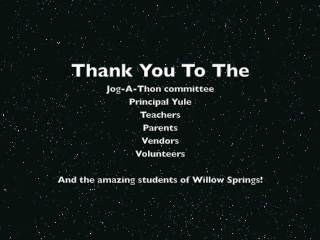 Thank You To The
Jog-A-Thon committee
Principal Yule
Teachers
Parents
Vendors
Volunteers
And the amazing students of Willow Springs!